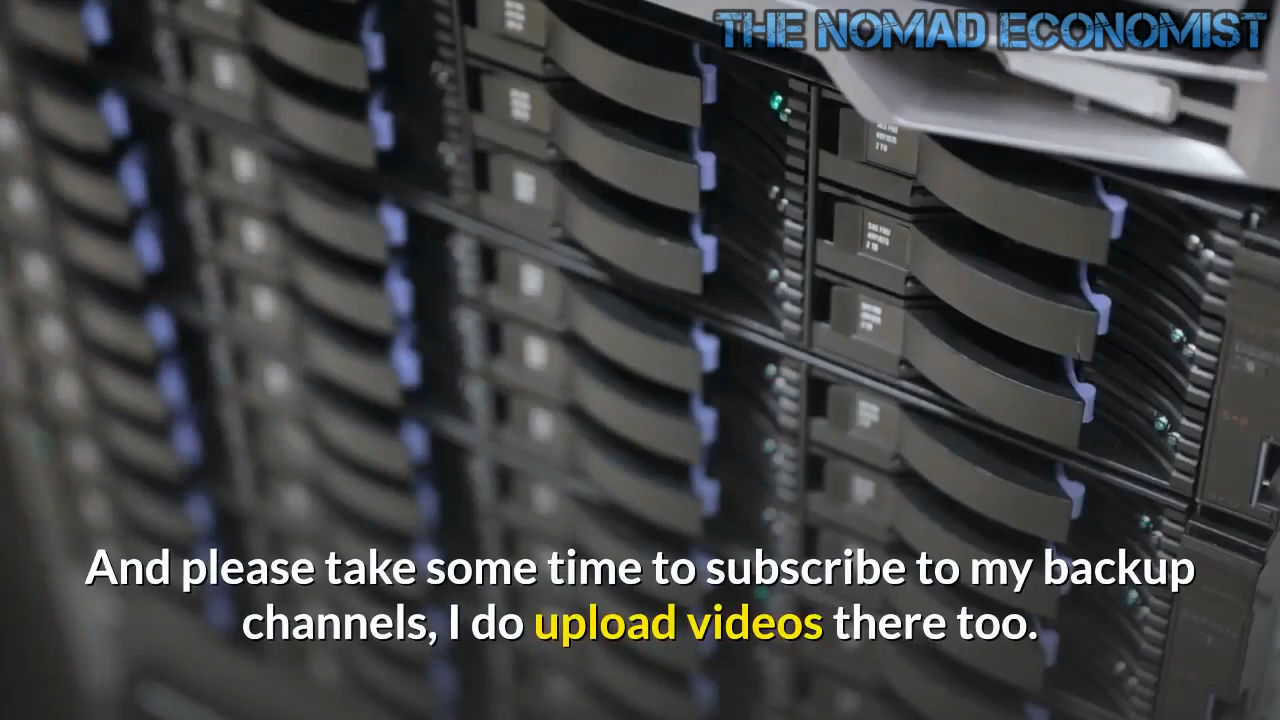 THE NOMAD ECONOMIST
And please take some time to subscribe to my backup
channels, I do upload videos there too.